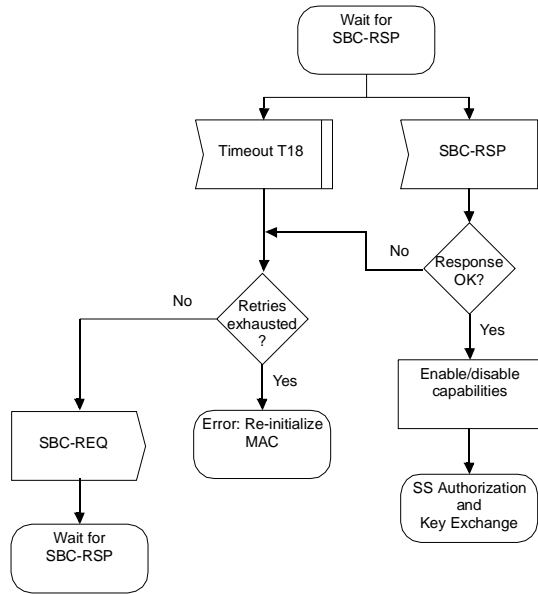 Wait for
SBC-RSP
Timeout T18
SBC-RSP
No
Response
OK?
No
Retries
exhausted
?
Yes
Yes
Enable/disable
capabilities
SBC-REQ
Error: Re-initialize
MAC
SS Authorization
and
Key Exchange
Wait for
SBC-RSP